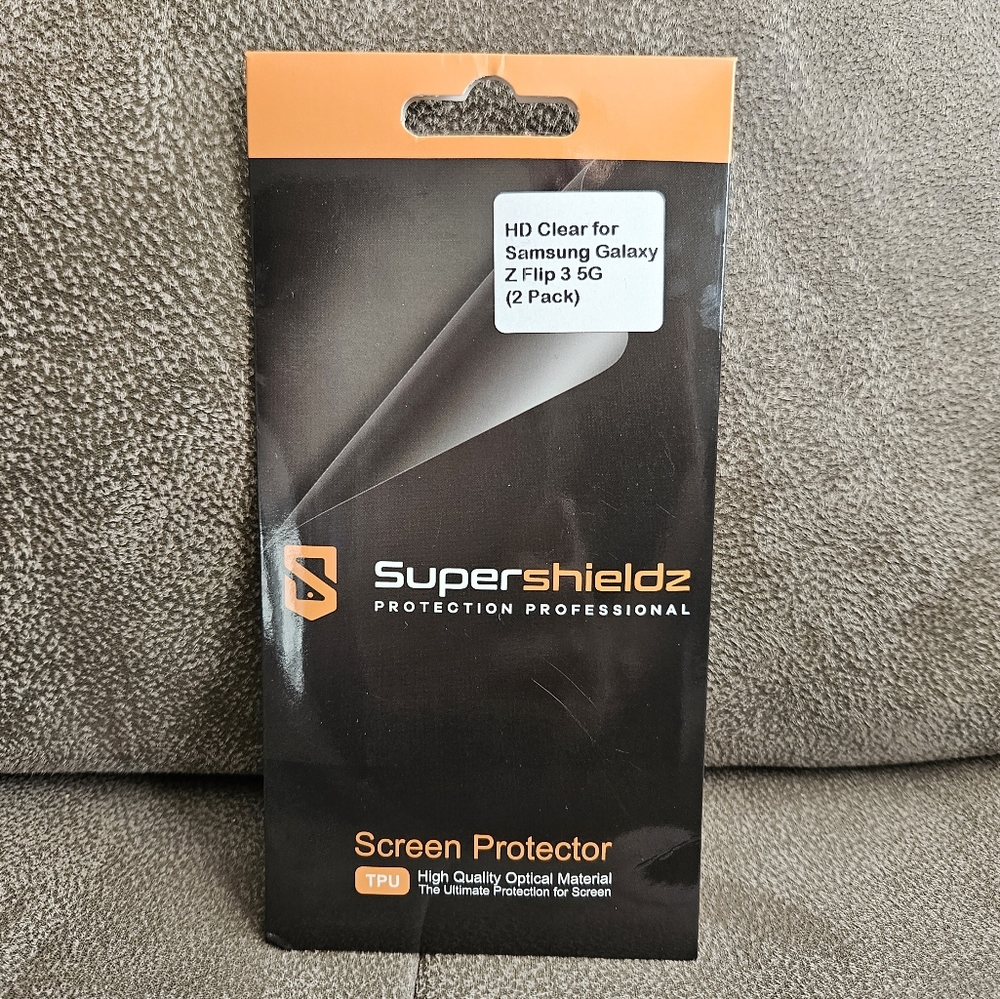 HD Clear for
Samsung Galaxy
Z Flip 3 5G
(2 Pack)
Supershieldz
PROTECTION PROFESSIONAL
Screen Protector
TPU High Quality Optical Material
The Ultimate Protection for Screen